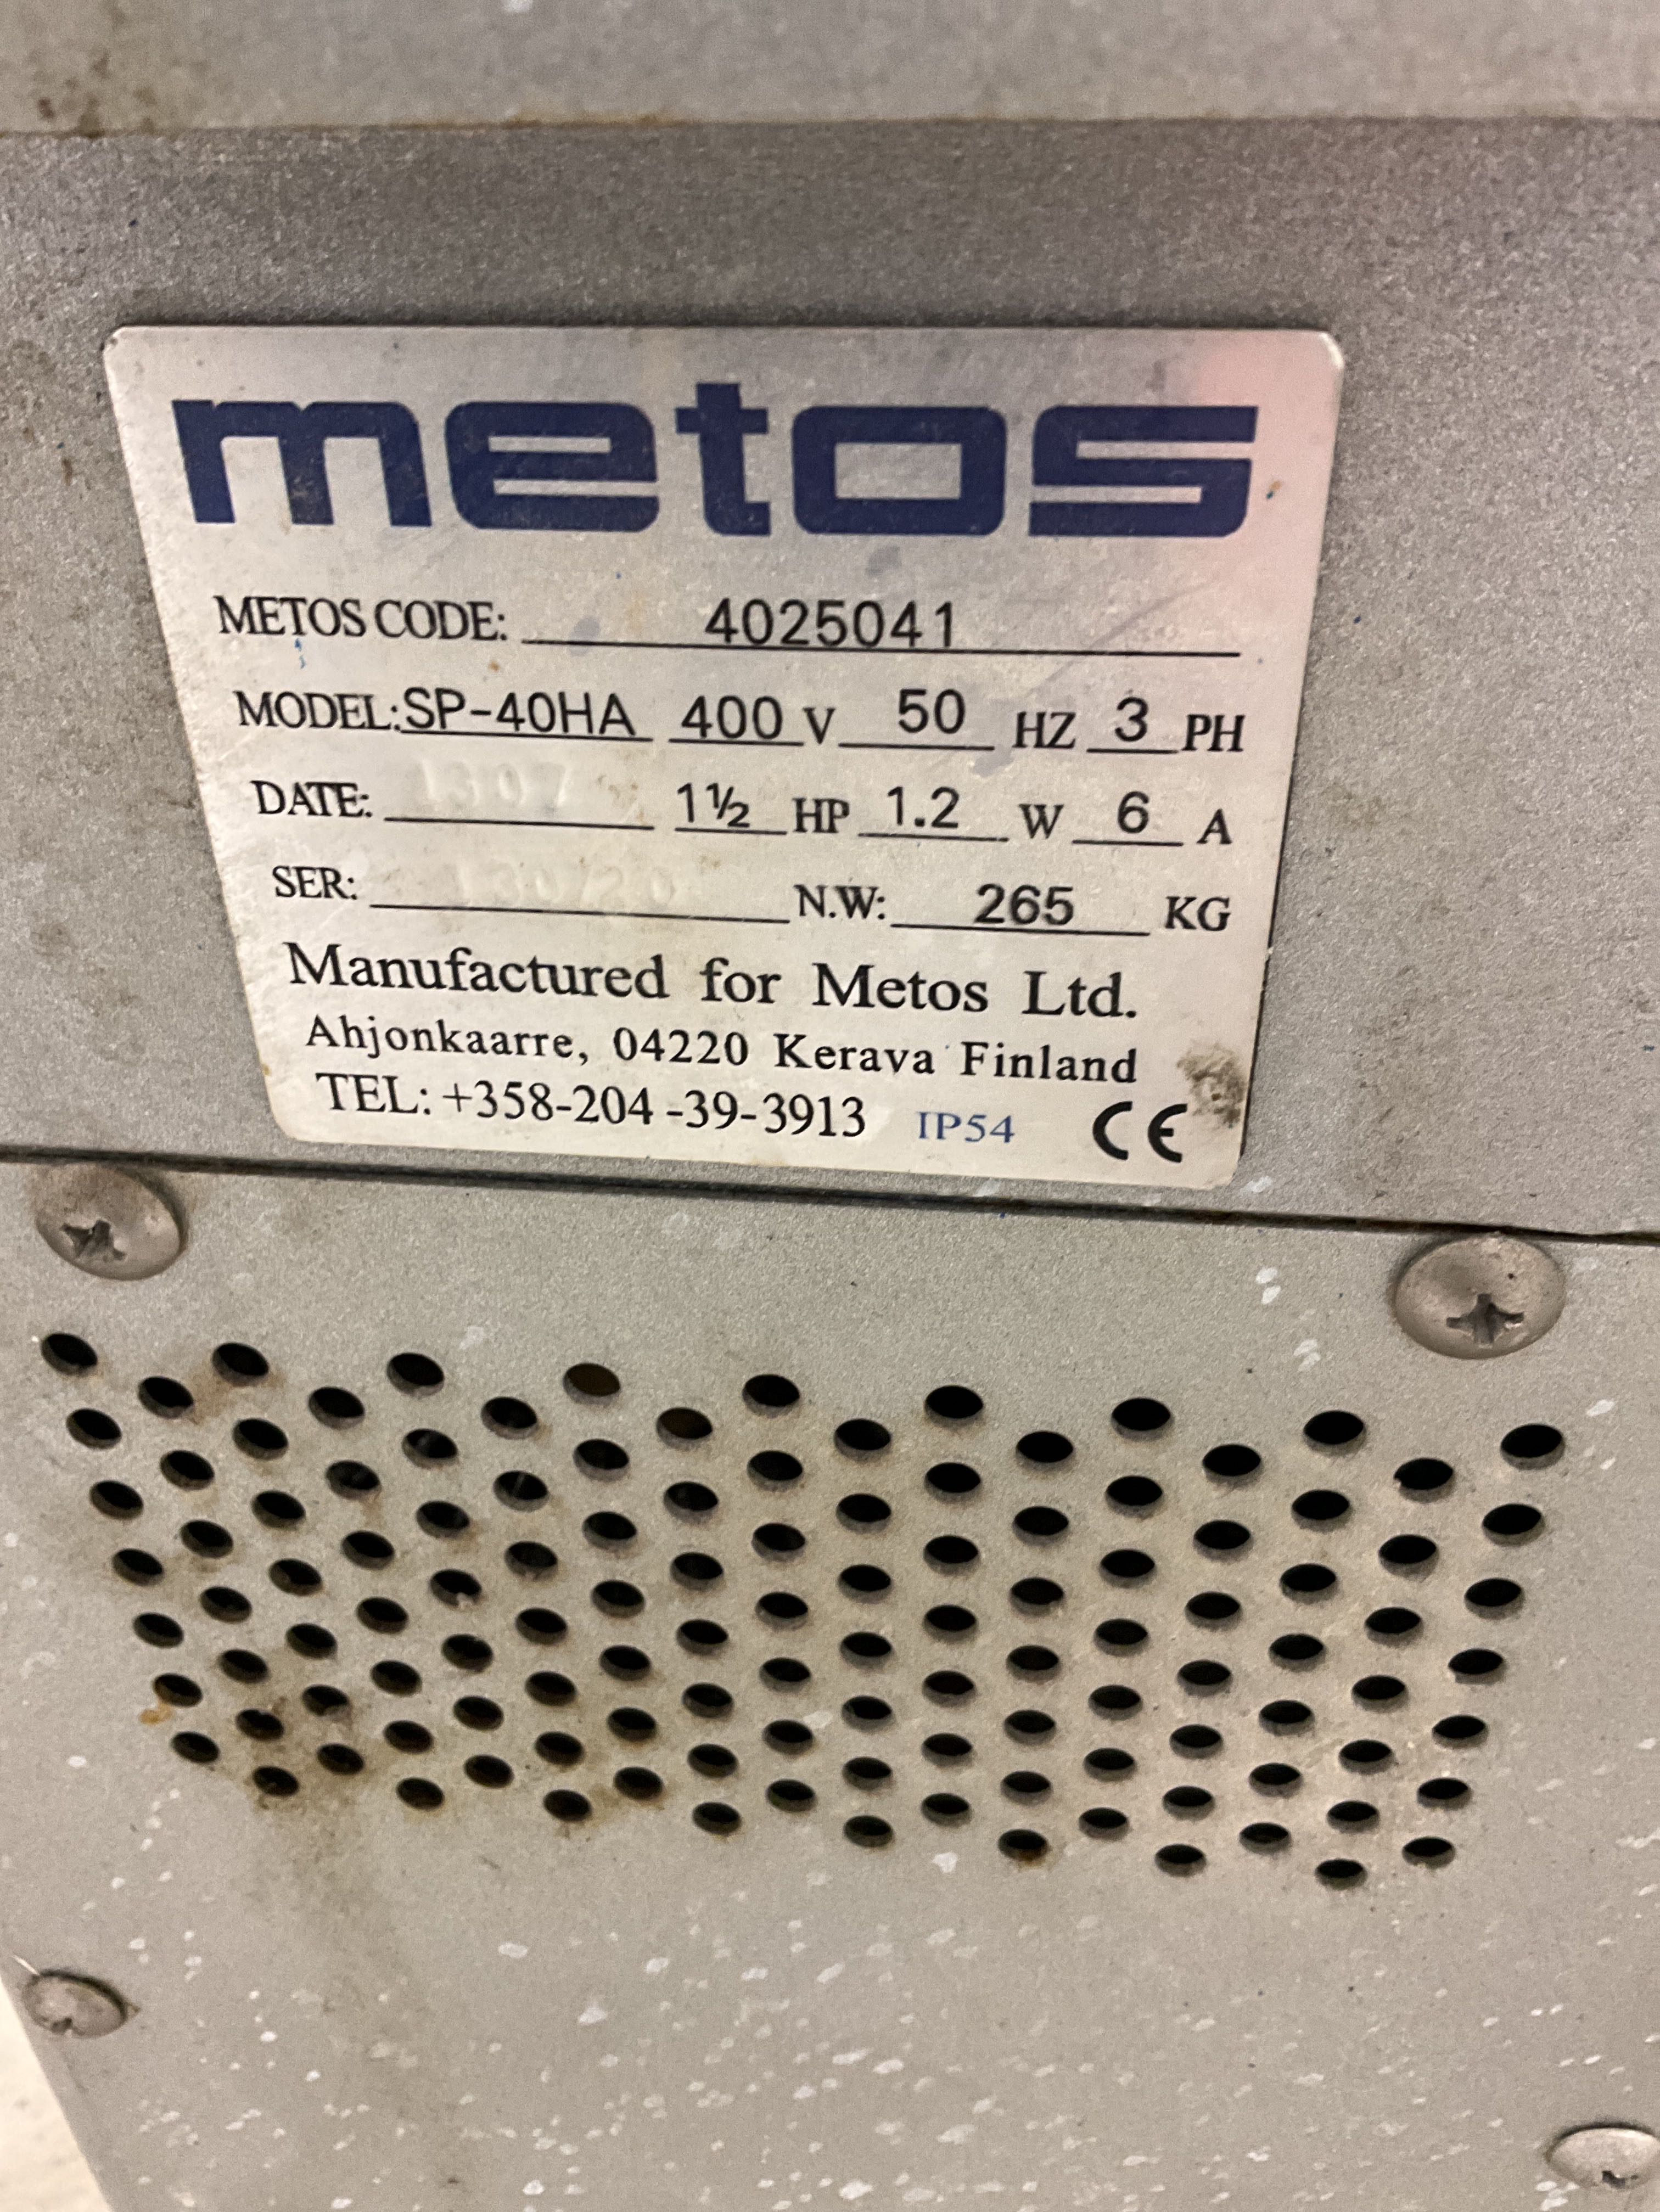 metos
METOS CODE: 4025041
MODEL: SP-40HA 400 V 50 HZ 3 PH
DATE: 1307 1½ HP 1.2 W 6 A
SER: N.W: 265 KG
Manufactured for Metos Ltd.
Ahjonkaarre, 04220 Kerava Finland
TEL: +358-204-39-3913 IP54 CE